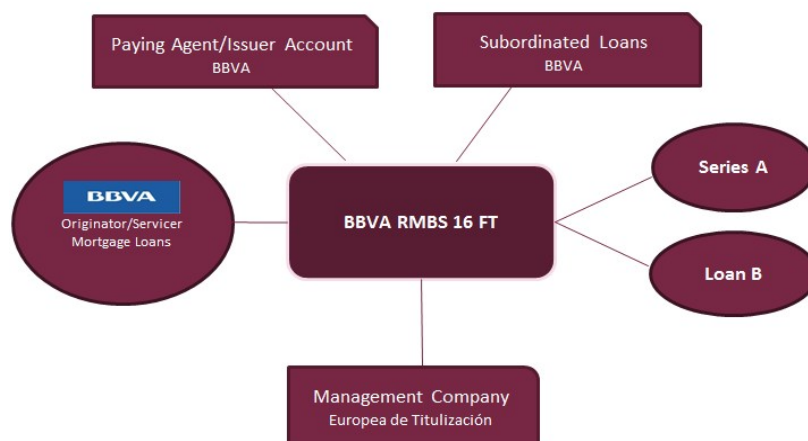 Paying Agent/Issuer Account
BBVA
Subordinated Loans
BBVA
BBVA
Originator/Servicer
Mortgage Loans
BBVA RMBS 16 FT
Series A
Loan B
Management Company
Europea de Titulización